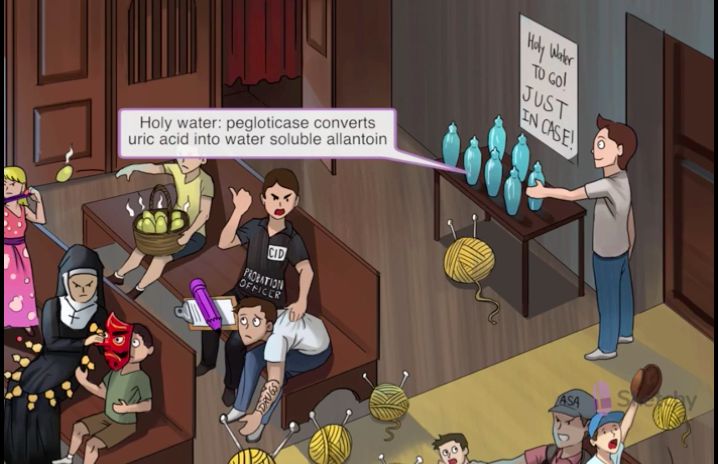 Holy Water
TO GO!
JUST
IN CASE!
Holy water: pegloticase converts
uric acid into water soluble allantoin
CID
PROBATION
OFFICER
DRUGS
ASA